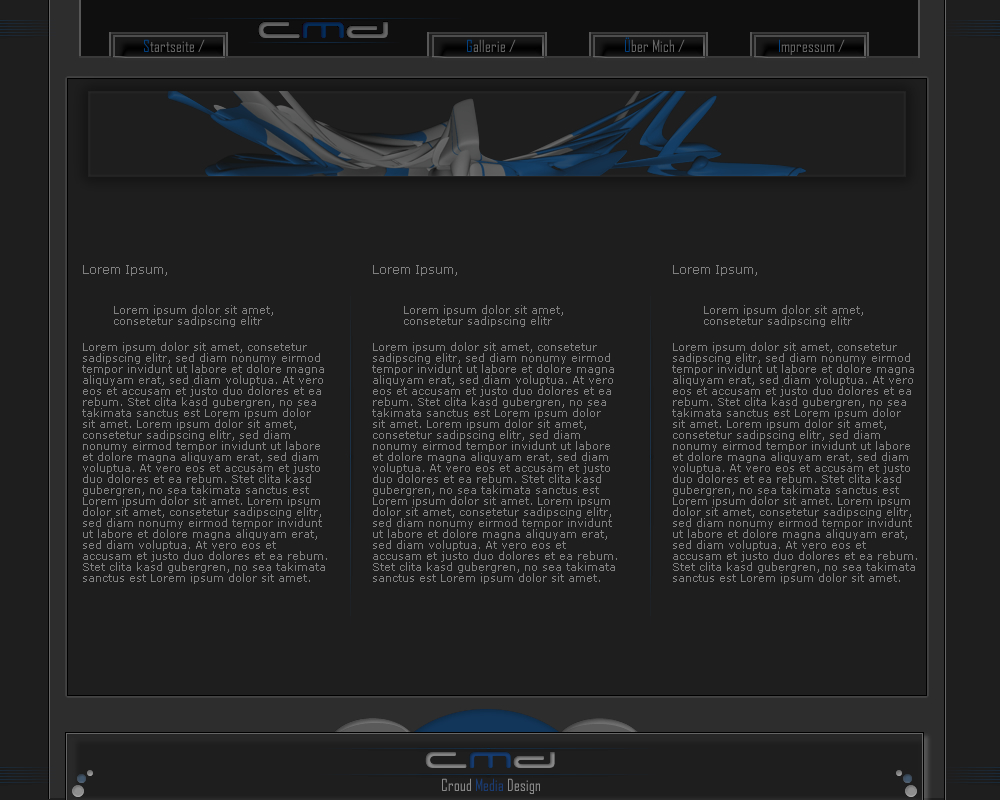 Startseite /
cmd
Gallerie /
Über Mich /
Impressum /
Lorem Ipsum,
Lorem ipsum dolor sit amet,
consetetur sadipscing elitr
Lorem ipsum dolor sit amet, consetetur
sadipscing elitr, sed diam nonumy eirmod
tempor invidunt ut labore et dolore magna
aliquyam erat, sed diam voluptua. At vero
eos et accusam et justo duo dolores et ea
rebum. Stet clita kasd gubergren, no sea
takimata sanctus est Lorem ipsum dolor
sit amet. Lorem ipsum dolor sit amet,
consetetur sadipscing elitr, sed diam
nonumy eirmod tempor invidunt ut labore
et dolore magna aliquyam erat, sed diam
voluptua. At vero eos et accusam et justo
duo dolores et ea rebum. Stet clita kasd
gubergren, no sea takimata sanctus est
Lorem ipsum dolor sit amet. Lorem ipsum
dolor sit amet, consetetur sadipscing elitr,
sed diam nonumy eirmod tempor invidunt
ut labore et dolore magna aliquyam erat,
sed diam voluptua. At vero eos et
accusam et justo duo dolores et ea rebum.
Stet clita kasd gubergren, no sea takimata
sanctus est Lorem ipsum dolor sit amet.
Lorem Ipsum,
Lorem ipsum dolor sit amet,
consetetur sadipscing elitr
Lorem ipsum dolor sit amet, consetetur
sadipscing elitr, sed diam nonumy eirmod
tempor invidunt ut labore et dolore magna
aliquyam erat, sed diam voluptua. At vero
eos et accusam et justo duo dolores et ea
rebum. Stet clita kasd gubergren, no sea
takimata sanctus est Lorem ipsum dolor
sit amet. Lorem ipsum dolor sit amet,
consetetur sadipscing elitr, sed diam
nonumy eirmod tempor invidunt ut labore
et dolore magna aliquyam erat, sed diam
voluptua. At vero eos et accusam et justo
duo dolores et ea rebum. Stet clita kasd
gubergren, no sea takimata sanctus est
Lorem ipsum dolor sit amet. Lorem ipsum
dolor sit amet, consetetur sadipscing elitr,
sed diam nonumy eirmod tempor invidunt
ut labore et dolore magna aliquyam erat,
sed diam voluptua. At vero eos et
accusam et justo duo dolores et ea rebum.
Stet clita kasd gubergren, no sea takimata
sanctus est Lorem ipsum dolor sit amet.
Lorem Ipsum,
Lorem ipsum dolor sit amet,
consetetur sadipscing elitr
Lorem ipsum dolor sit amet, consetetur
sadipscing elitr, sed diam nonumy eirmod
tempor invidunt ut labore et dolore magna
aliquyam erat, sed diam voluptua. At vero
eos et accusam et justo duo dolores et ea
rebum. Stet clita kasd gubergren, no sea
takimata sanctus est Lorem ipsum dolor
sit amet. Lorem ipsum dolor sit amet,
consetetur sadipscing elitr, sed diam
nonumy eirmod tempor invidunt ut labore
et dolore magna aliquyam erat, sed diam
voluptua. At vero eos et accusam et justo
duo dolores et ea rebum. Stet clita kasd
gubergren, no sea takimata sanctus est
Lorem ipsum dolor sit amet. Lorem ipsum
dolor sit amet, consetetur sadipscing elitr,
sed diam nonumy eirmod tempor invidunt
ut labore et dolore magna aliquyam erat,
sed diam voluptua. At vero eos et
accusam et justo duo dolores et ea rebum.
Stet clita kasd gubergren, no sea takimata
sanctus est Lorem ipsum dolor sit amet.
cmd
Croud Media Design